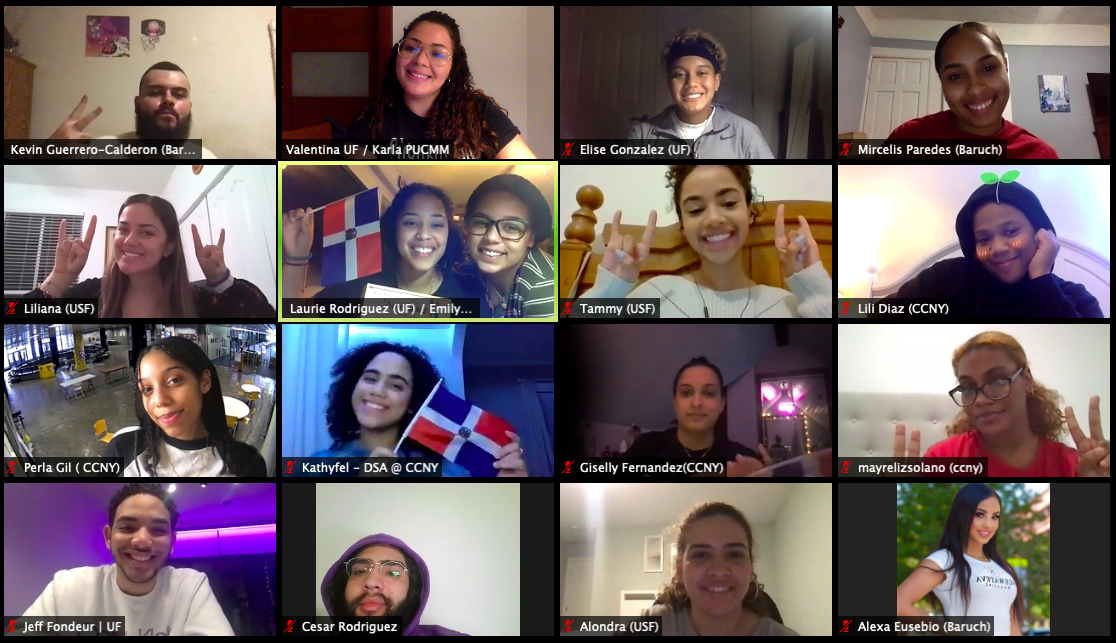 Kevin Guerrero-Calderon (Bar...
Valentina UF / Karla PUCMM
Elise Gonzalez (UF)
Mircelis Paredes (Baruch)
Liliana (USF)
Laurie Rodriguez (UF) / Emily...
Tammy (USF)
Lili Diaz (CCNY)
Perla Gil ( CCNY)
Kathyfel - DSA @ CCNY
Giselly Fernandez(CCNY)
mayrelizsolano (ccny)
Jeff Fondeur | UF
Cesar Rodriguez
Alondra (USF)
Alexa Eusebio (Baruch)